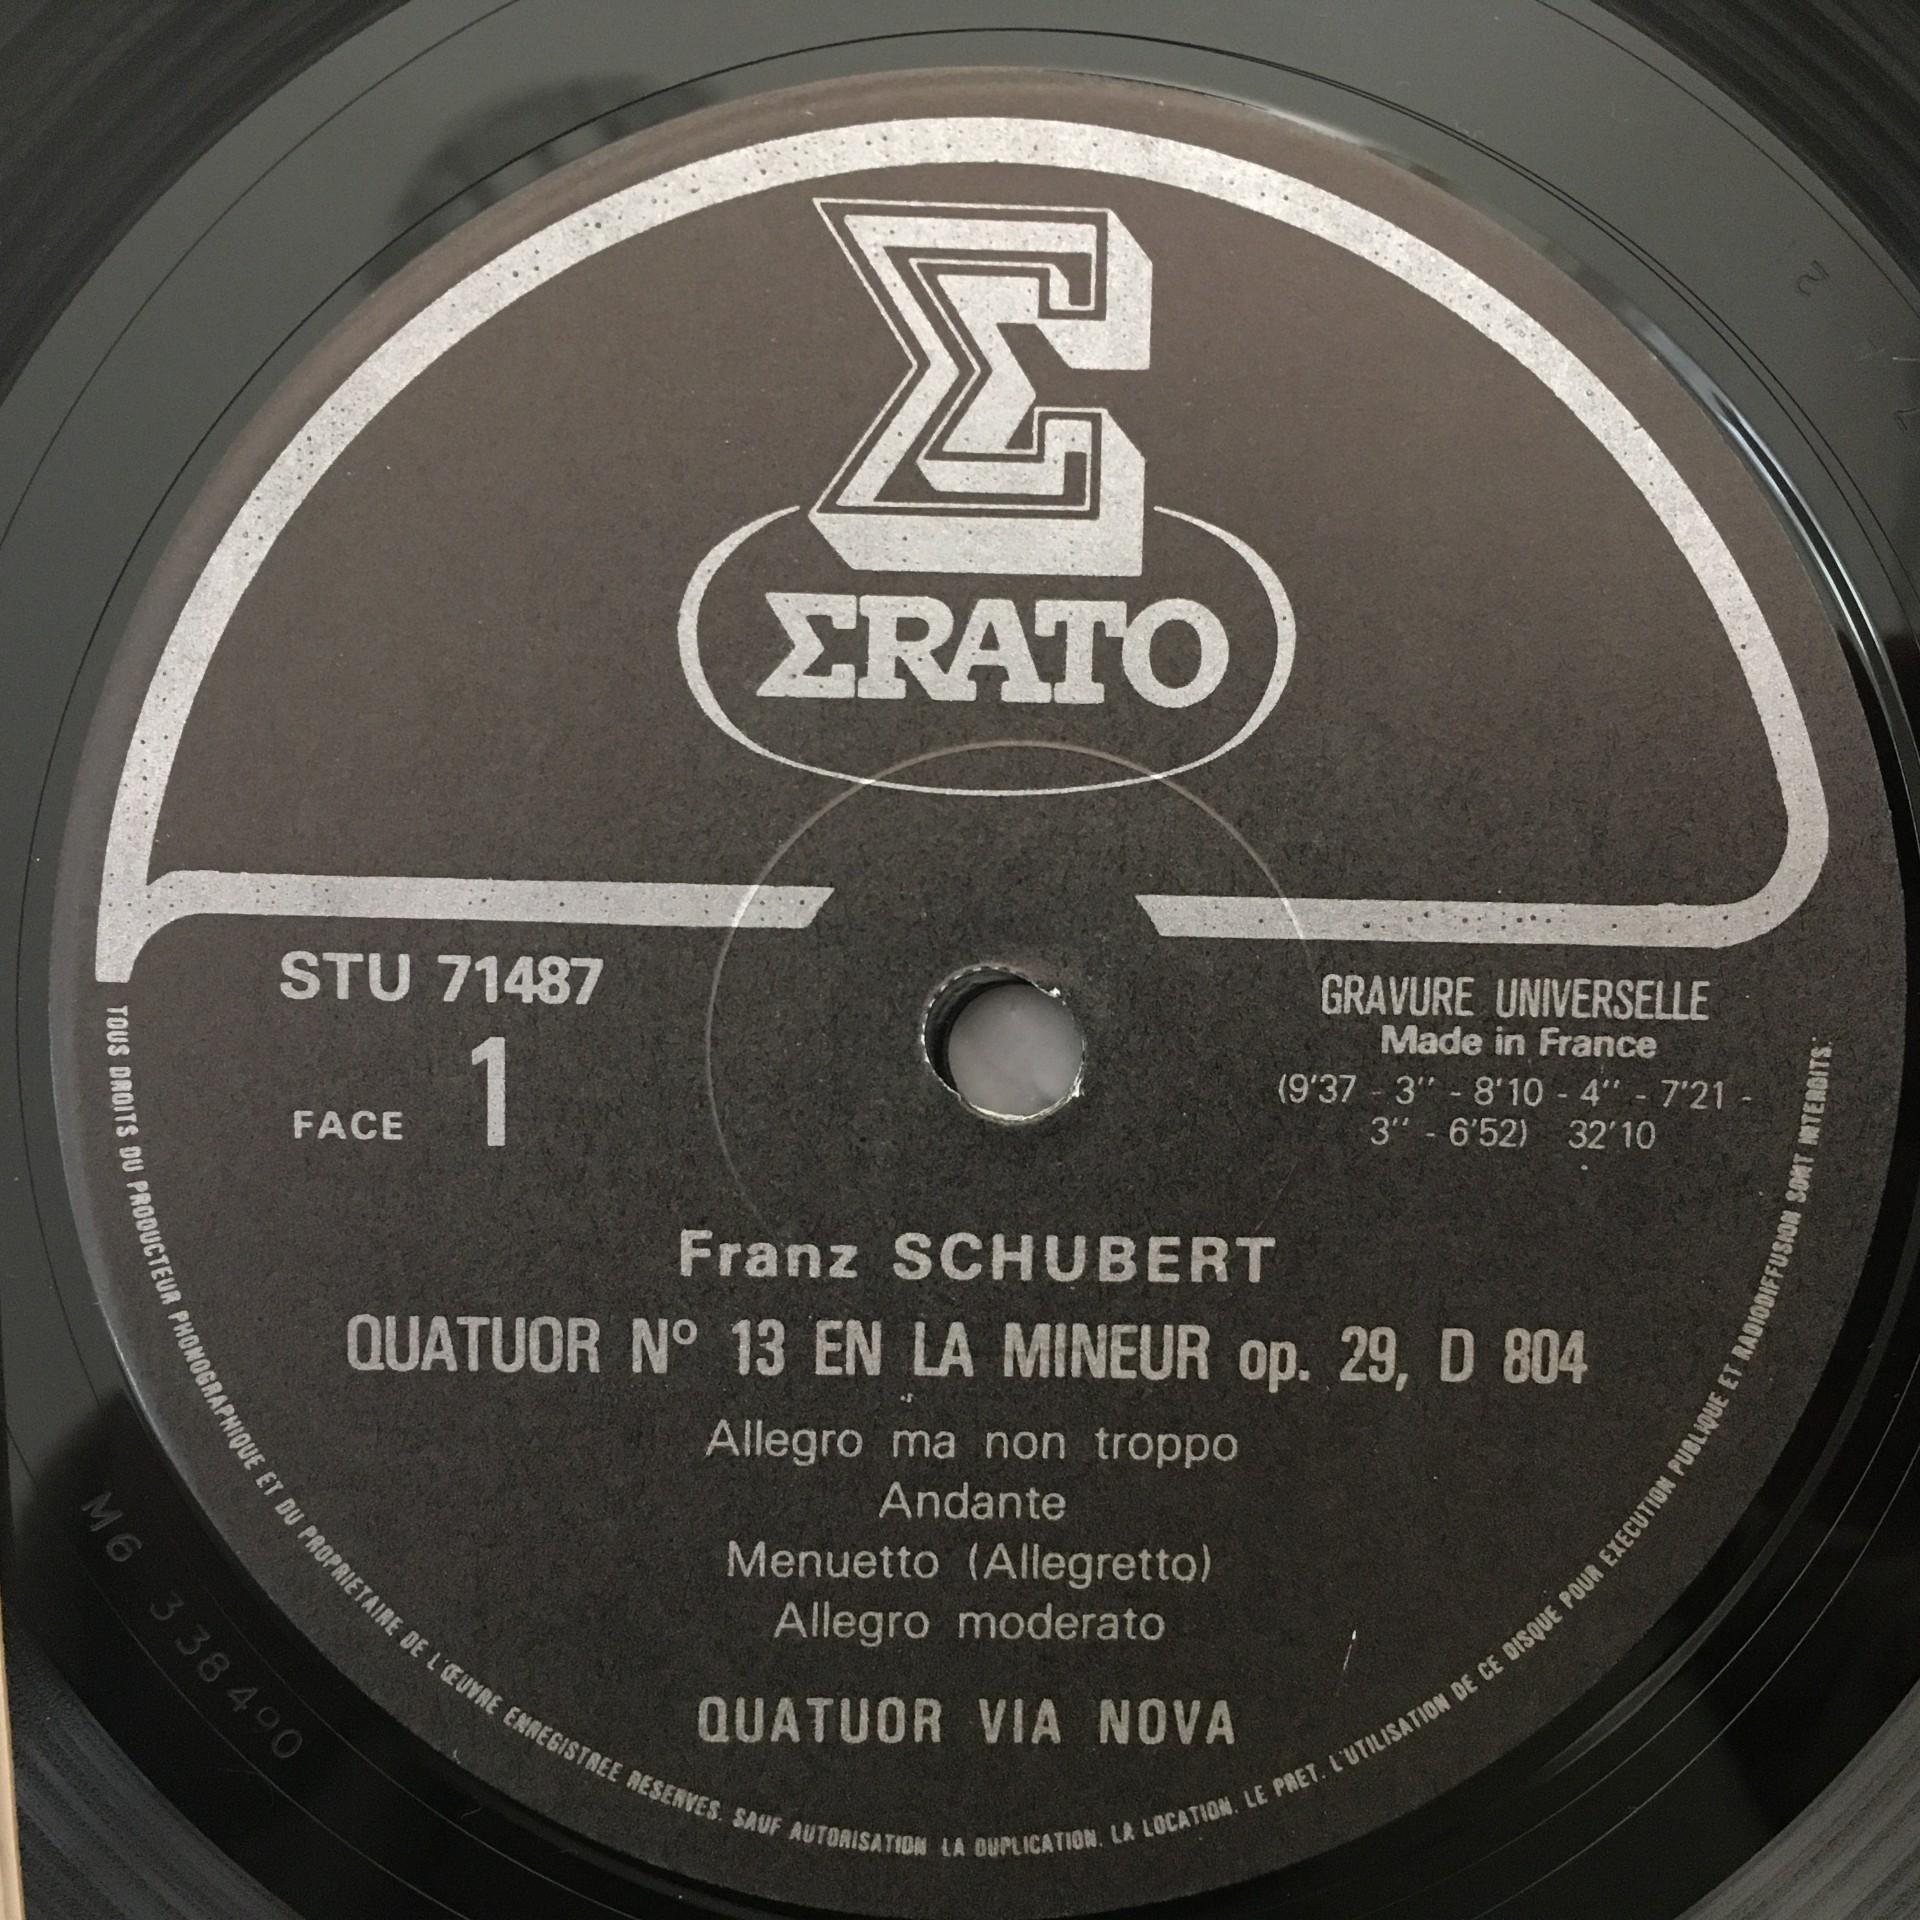 Σ
ΣRATO
STU 71487
FACE 1
GRAVURE UNIVERSELLE
Made in France
(9'37 - 3'' - 8'10 - 4'' - 7'21 -
3'' - 6'52) 32'10
Franz SCHUBERT
QUATUOR Nº 13 EN LA MINEUR op. 29, D 804
Allegro ma non troppo
Andante
Menuetto (Allegretto)
Allegro moderato
QUATUOR VIA NOVA
TOUS DROITS DU PRODUCTEUR PHONOGRAPHIQUE ET DU PROPRIETAIRE DE L'ŒUVRE ENREGISTREE RESERVES. SAUF AUTORISATION LA DUPLICATION, LA LOCATION, LE PRET, L'UTILISATION DE CE DISQUE POUR EXECUTION PUBLIQUE ET RADIODIFFUSION SONT INTERDITS.
M6 338490